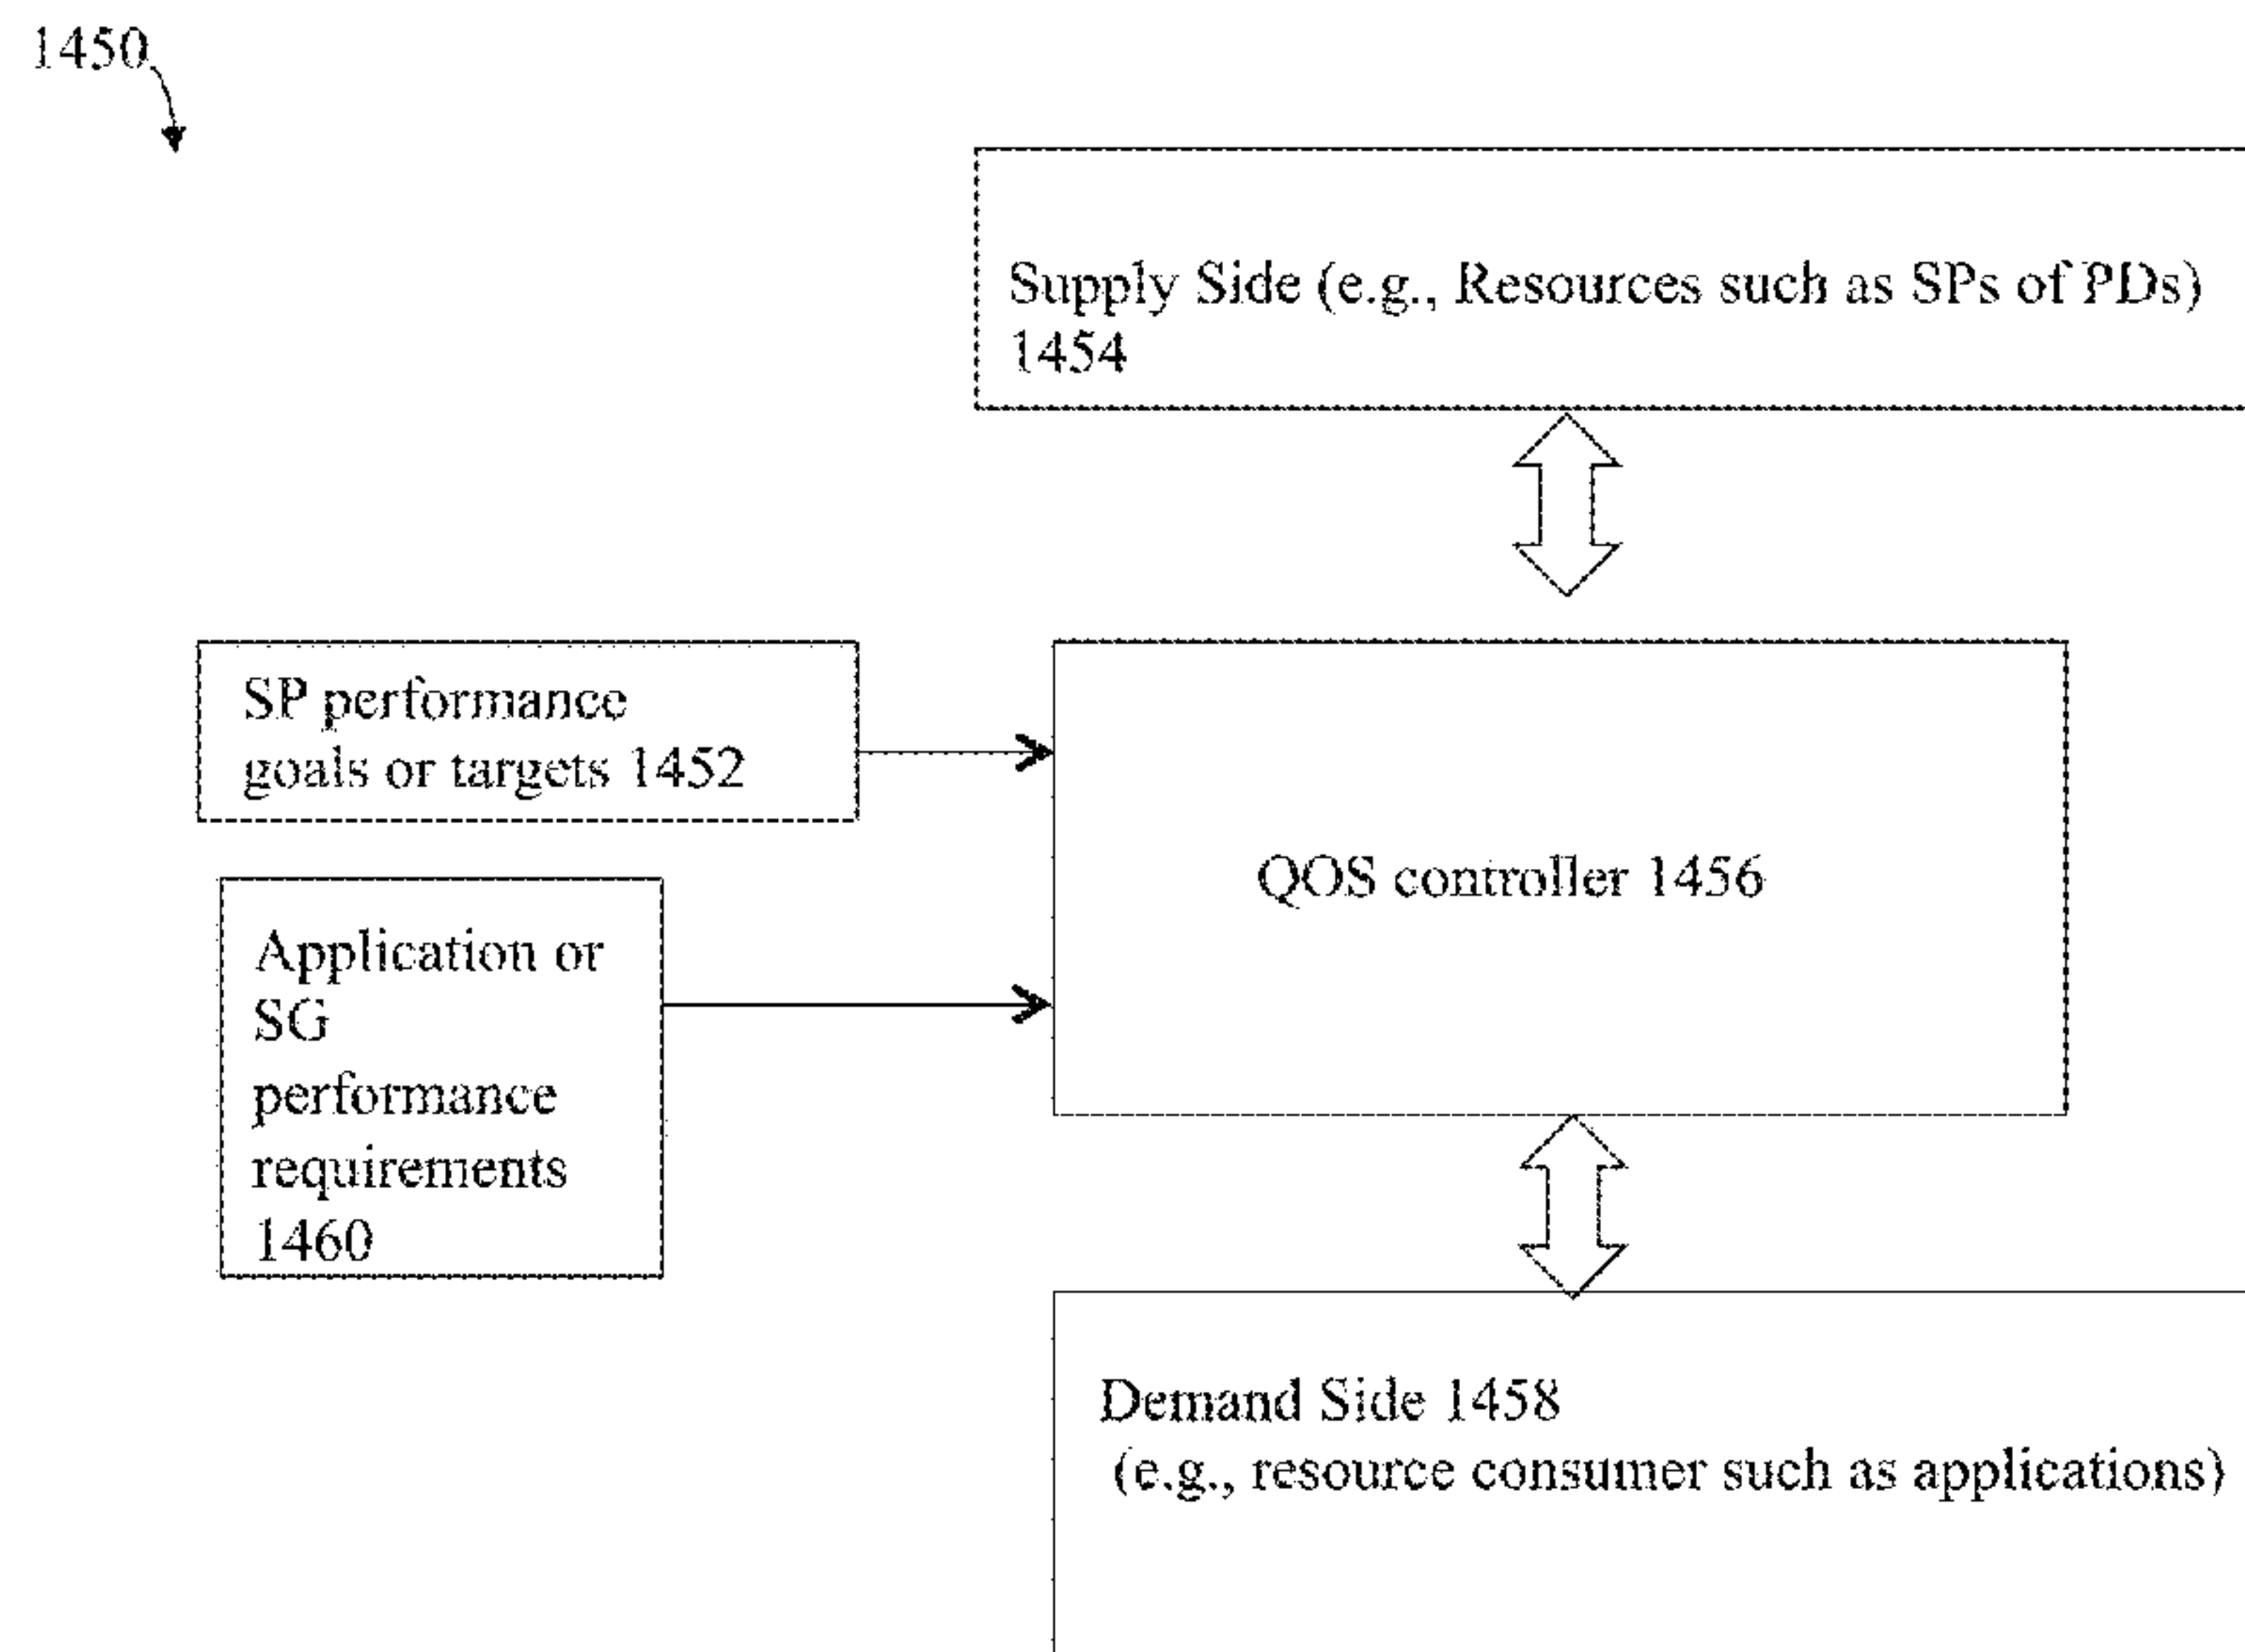 1450
Supply Side (e.g., Resources such as SPs of PDs)
1454
SP performance
goals or targets 1452
QOS controller 1456
Application or
SG
performance
requirements
1460
Demand Side 1458
(e.g., resource consumer such as applications)